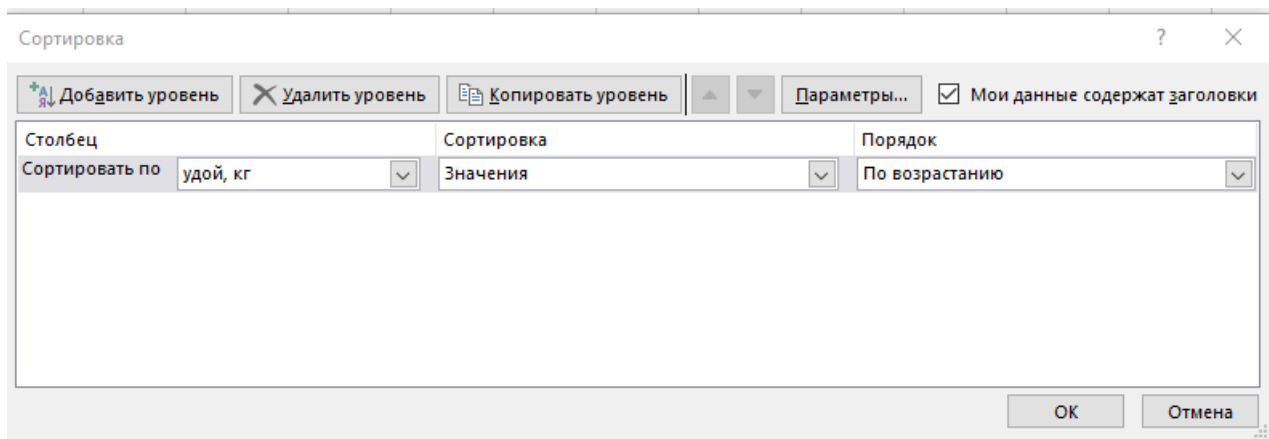 Сортировка ?
Добавить уровень Удалить уровень Копировать уровень Параметры... Мои данные содержат заголовки
Столбец Сортировка Порядок
Сортировать по удой, кг Значения По возрастанию
ОК Отмена